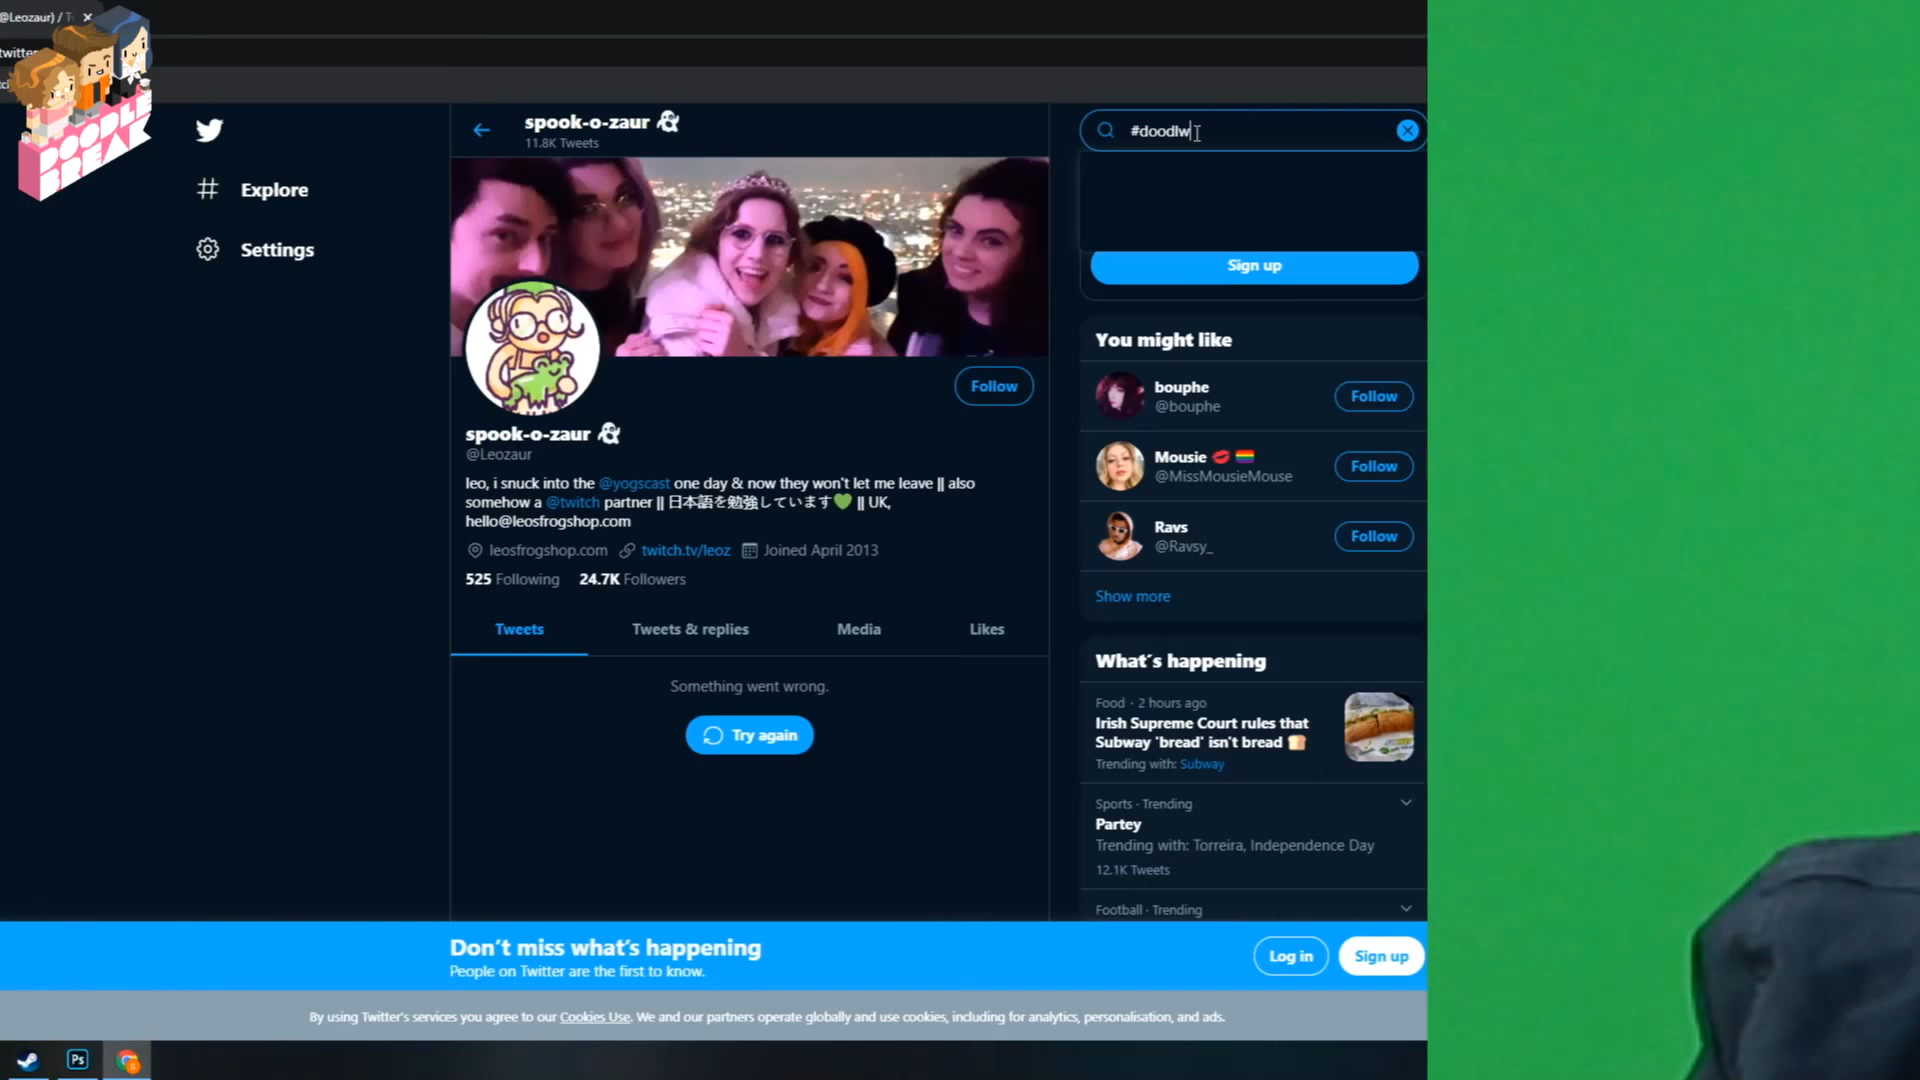 @Leozaur) / T
twitter
DOODLE
BREAK
Explore
Settings
spook-o-zaur 👻
11.8K Tweets
Follow
spook-o-zaur 👻
@Leozaur
leo, i snuck into the @yogscast one day & now they won't let me leave || also
somehow a @twitch partner || 日本語を勉強しています💚 || UK,
hello@leosfrogshop.com
leosfrogshop.com twitch.tv/leoz Joined April 2013
525 Following 24.7K Followers
Tweets Tweets & replies Media Likes
Something went wrong.
Try again
#doodlw
Sign up
You might like
bouphe
@bouphe
Follow
Mousie 💋 🏳️‍🌈
@MissMousieMouse
Follow
Ravs
@Ravsy_
Follow
Show more
What's happening
Food · 2 hours ago
Irish Supreme Court rules that
Subway 'bread' isn't bread 🍞
Trending with: Subway
Sports · Trending
Partey
Trending with: Torreira, Independence Day
12.1K Tweets
Football · Trending
Don't miss what's happening
People on Twitter are the first to know.
Log in
Sign up
By using Twitter's services you agree to our Cookies Use. We and our partners operate globally and use cookies, including for analytics, personalisation, and ads.
Ps